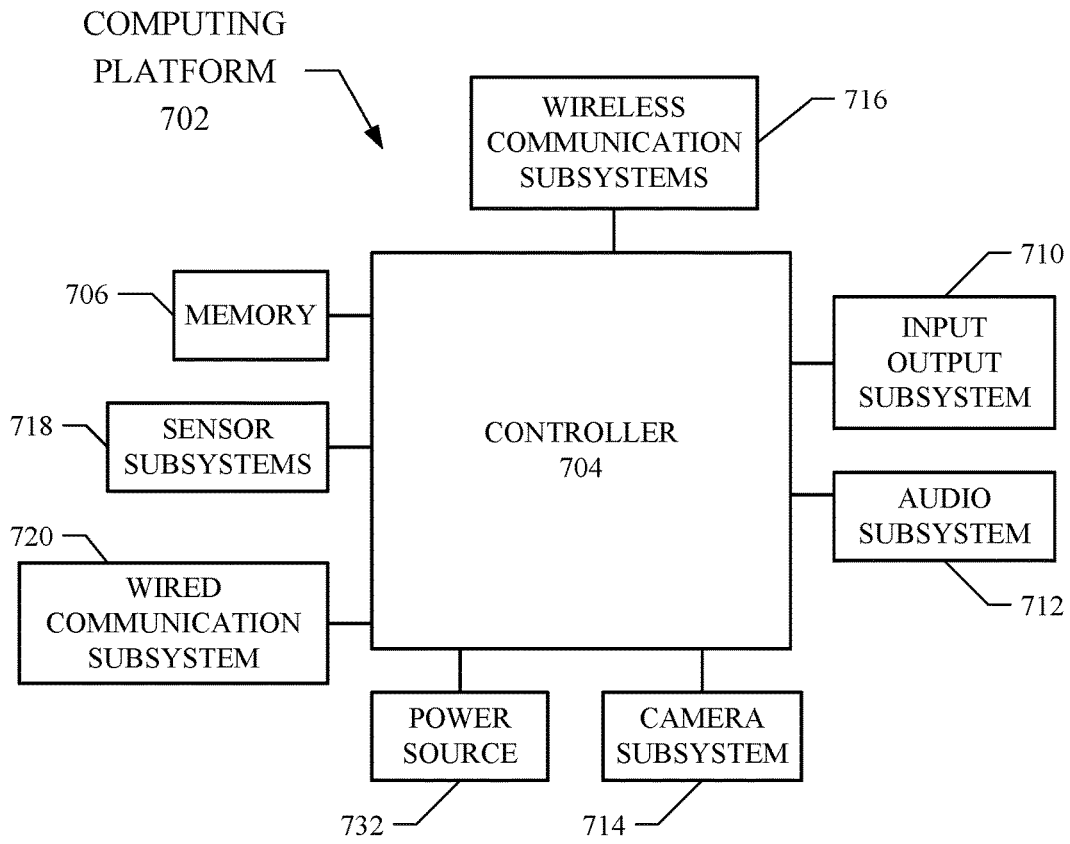 COMPUTING
PLATFORM
702
WIRELESS
COMMUNICATION
SUBSYSTEMS
716
706
MEMORY
710
INPUT
OUTPUT
SUBSYSTEM
718
SENSOR
SUBSYSTEMS
CONTROLLER
704
AUDIO
SUBSYSTEM
712
720
WIRED
COMMUNICATION
SUBSYSTEM
POWER
SOURCE
732
CAMERA
SUBSYSTEM
714